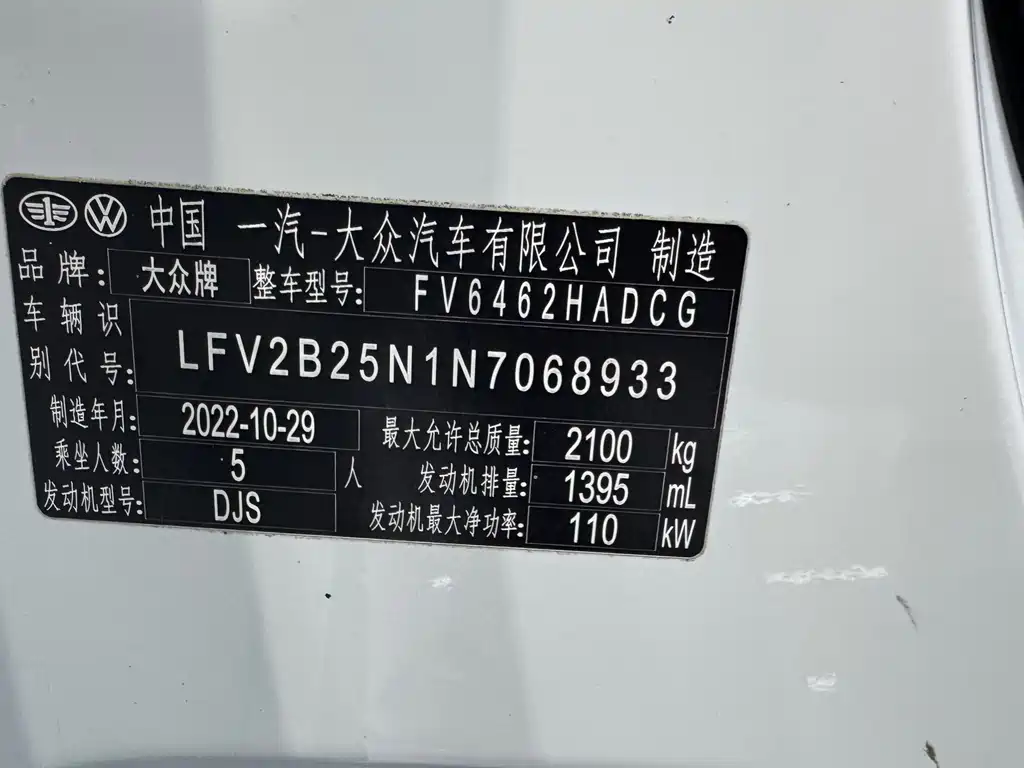 中国 一汽-大众汽车有限公司 制造
品牌: 大众牌 整车型号: FV6462HADCG
车辆识别代号: LFV2B25N1N7068933
制造年月: 2022-10-29 最大允许总质量: 2100 kg
乘坐人数: 5 人 发动机排量: 1395 mL
发动机型号: DJS 发动机最大净功率: 110 kW